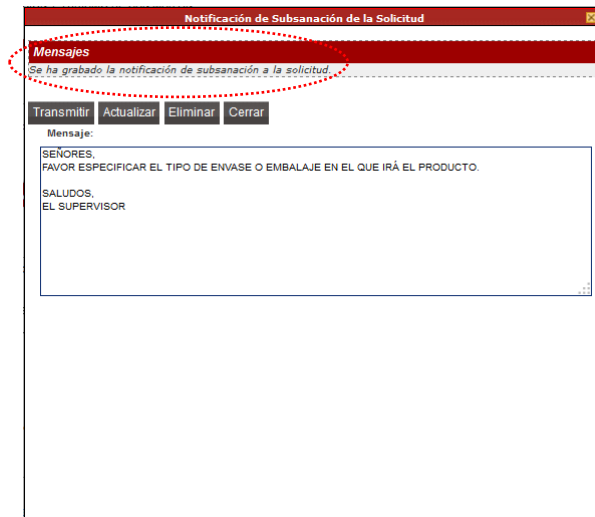 Notificación de Subsanación de la Solicitud
Mensajes
Se ha grabado la notificación de subsanación a la solicitud.
Transmitir Actualizar Eliminar Cerrar
Mensaje:
SEÑORES,
FAVOR ESPECIFICAR EL TIPO DE ENVASE O EMBALAJE EN EL QUE IRÁ EL PRODUCTO.
SALUDOS,
EL SUPERVISOR